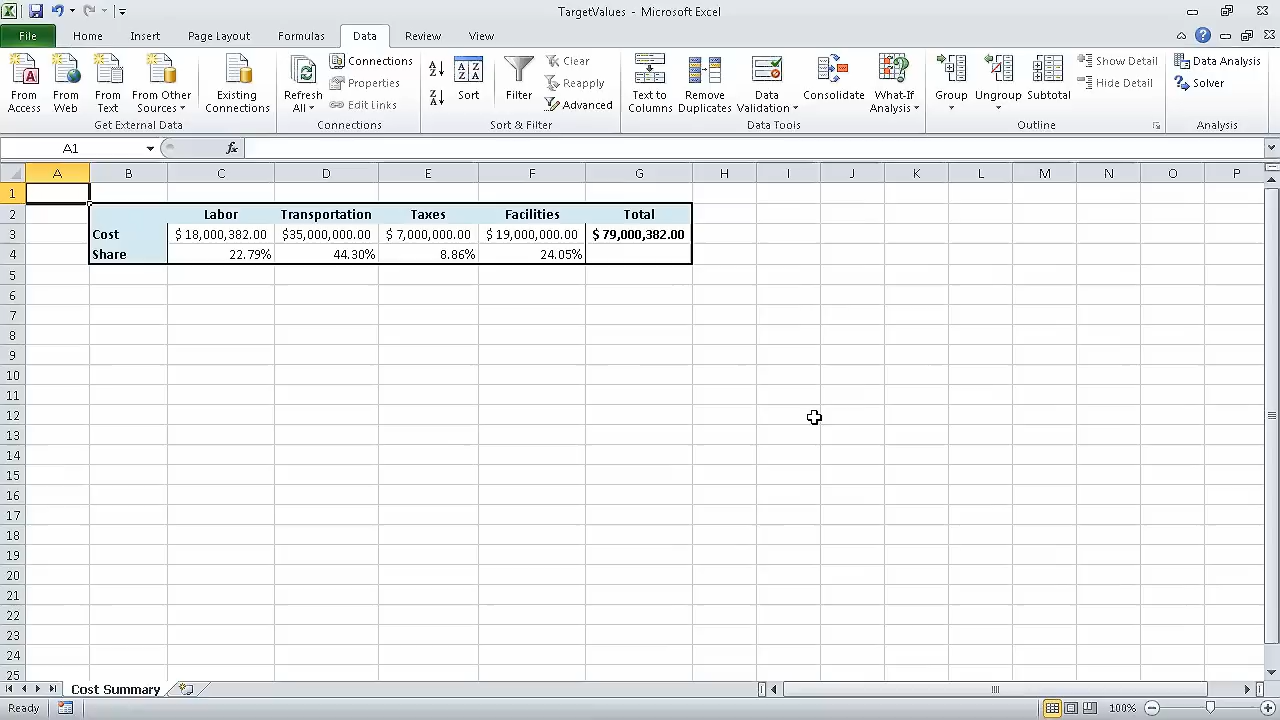 TargetValues - Microsoft Excel
File Home Insert Page Layout Formulas Data Review View
From Access
From Web
From Text
From Other Sources
Existing Connections
Get External Data
Refresh All
Connections
Properties
Edit Links
Connections
Sort
Filter
Clear
Reapply
Advanced
Sort & Filter
Text to Columns
Remove Duplicates
Data Validation
Consolidate
What-If Analysis
Data Tools
Group
Ungroup
Subtotal
Show Detail
Hide Detail
Outline
Data Analysis
Solver
Analysis
A1 fx
A B C D E F G H I J K L M N O P
1
2 Labor Transportation Taxes Facilities Total
3 Cost $ 18,000,382.00 $35,000,000.00 $ 7,000,000.00 $ 19,000,000.00 $ 79,000,382.00
4 Share 22.79% 44.30% 8.86% 24.05%
5
6
7
8
9
10
11
12
13
14
15
16
17
18
19
20
21
22
23
24
25
Cost Summary
Ready 100%